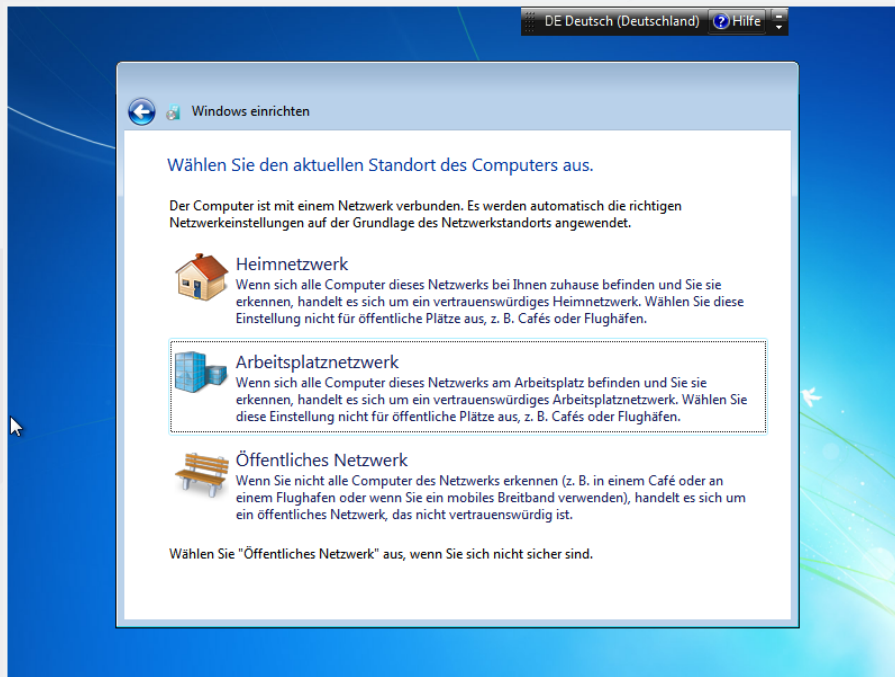 DE Deutsch (Deutschland) ? Hilfe
Windows einrichten
Wählen Sie den aktuellen Standort des Computers aus.
Der Computer ist mit einem Netzwerk verbunden. Es werden automatisch die richtigen
Netzwerkeinstellungen auf der Grundlage des Netzwerkstandorts angewendet.
Heimnetzwerk
Wenn sich alle Computer dieses Netzwerks bei Ihnen zuhause befinden und Sie sie
erkennen, handelt es sich um ein vertrauenswürdiges Heimnetzwerk. Wählen Sie diese
Einstellung nicht für öffentliche Plätze aus, z. B. Cafés oder Flughäfen.
Arbeitsplatznetzwerk
Wenn sich alle Computer dieses Netzwerks am Arbeitsplatz befinden und Sie sie
erkennen, handelt es sich um ein vertrauenswürdiges Arbeitsplatznetzwerk. Wählen Sie
diese Einstellung nicht für öffentliche Plätze aus, z. B. Cafés oder Flughäfen.
Öffentliches Netzwerk
Wenn Sie nicht alle Computer des Netzwerks erkennen (z. B. in einem Café oder an
einem Flughafen oder wenn Sie ein mobiles Breitband verwenden), handelt es sich um
ein öffentliches Netzwerk, das nicht vertrauenswürdig ist.
Wählen Sie "Öffentliches Netzwerk" aus, wenn Sie sich nicht sicher sind.